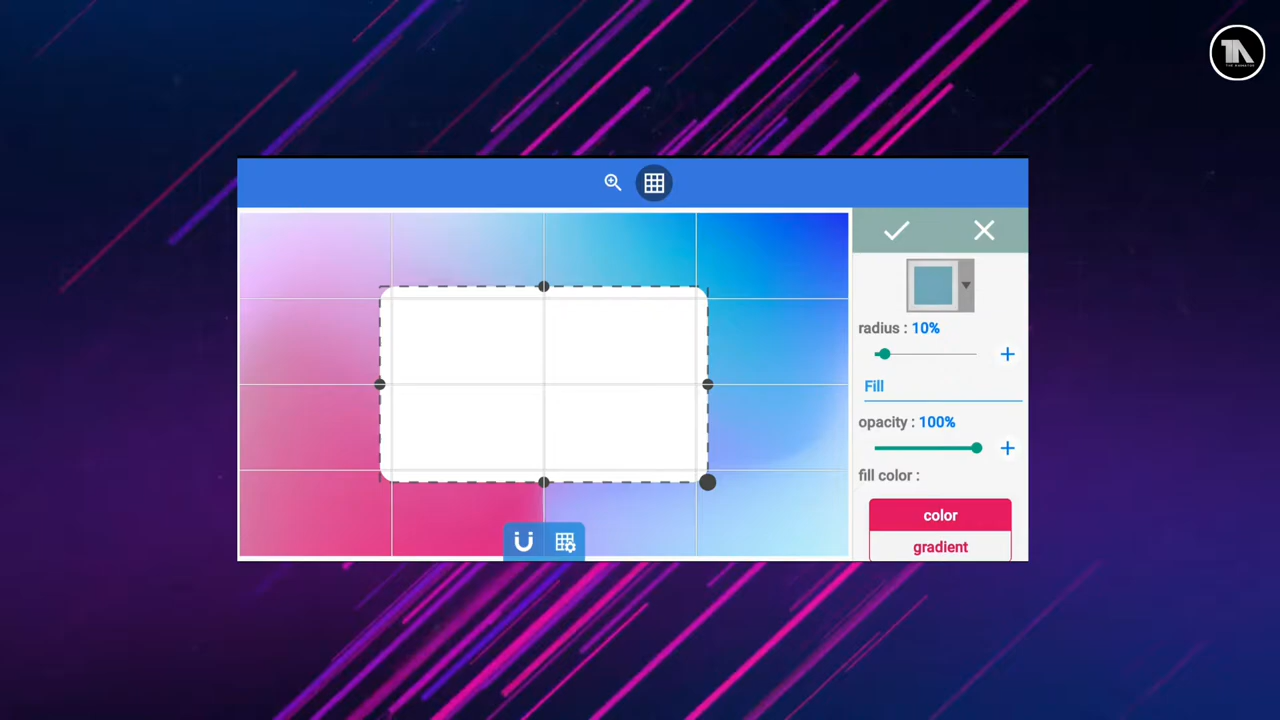 radius : 10%
Fill
opacity : 100%
fill color :
color
gradient